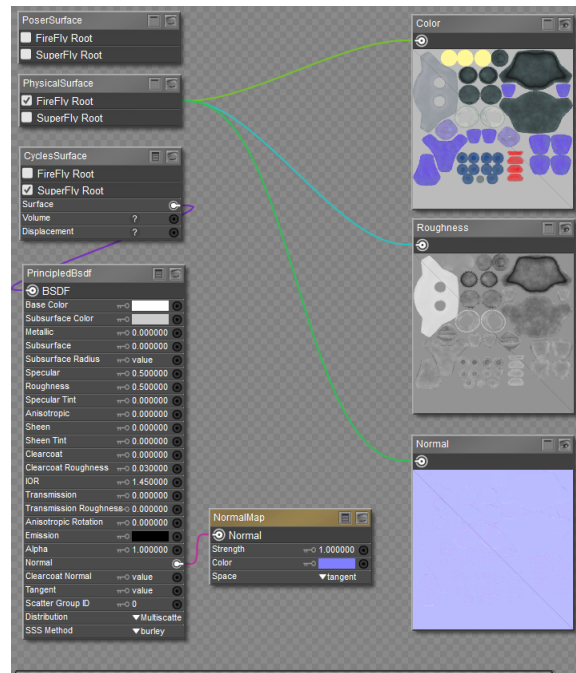 PoserSurface
FireFly Root
SuperFly Root
PhysicalSurface
FireFly Root
SuperFly Root
CyclesSurface
FireFly Root
SuperFly Root
Surface
Volume ?
Displacement ?
PrincipledBsdf
BSDF
Base Color
Subsurface Color
Metallic 0.000000
Subsurface 0.000000
Subsurface Radius value
Specular 0.500000
Roughness 0.500000
Specular Tint 0.000000
Anisotropic 0.000000
Sheen 0.000000
Sheen Tint 0.000000
Clearcoat 0.000000
Clearcoat Roughness 0.030000
IOR 1.450000
Transmission 0.000000
Transmission Roughness 0.000000
Anisotropic Rotation 0.000000
Emission
Alpha 1.000000
Normal
Clearcoat Normal value
Tangent value
Scatter Group ID 0
Distribution Multiscatte
SSS Method burley
NormalMap
Normal
Strength 1.000000
Color
Space tangent
Color
Roughness
Normal